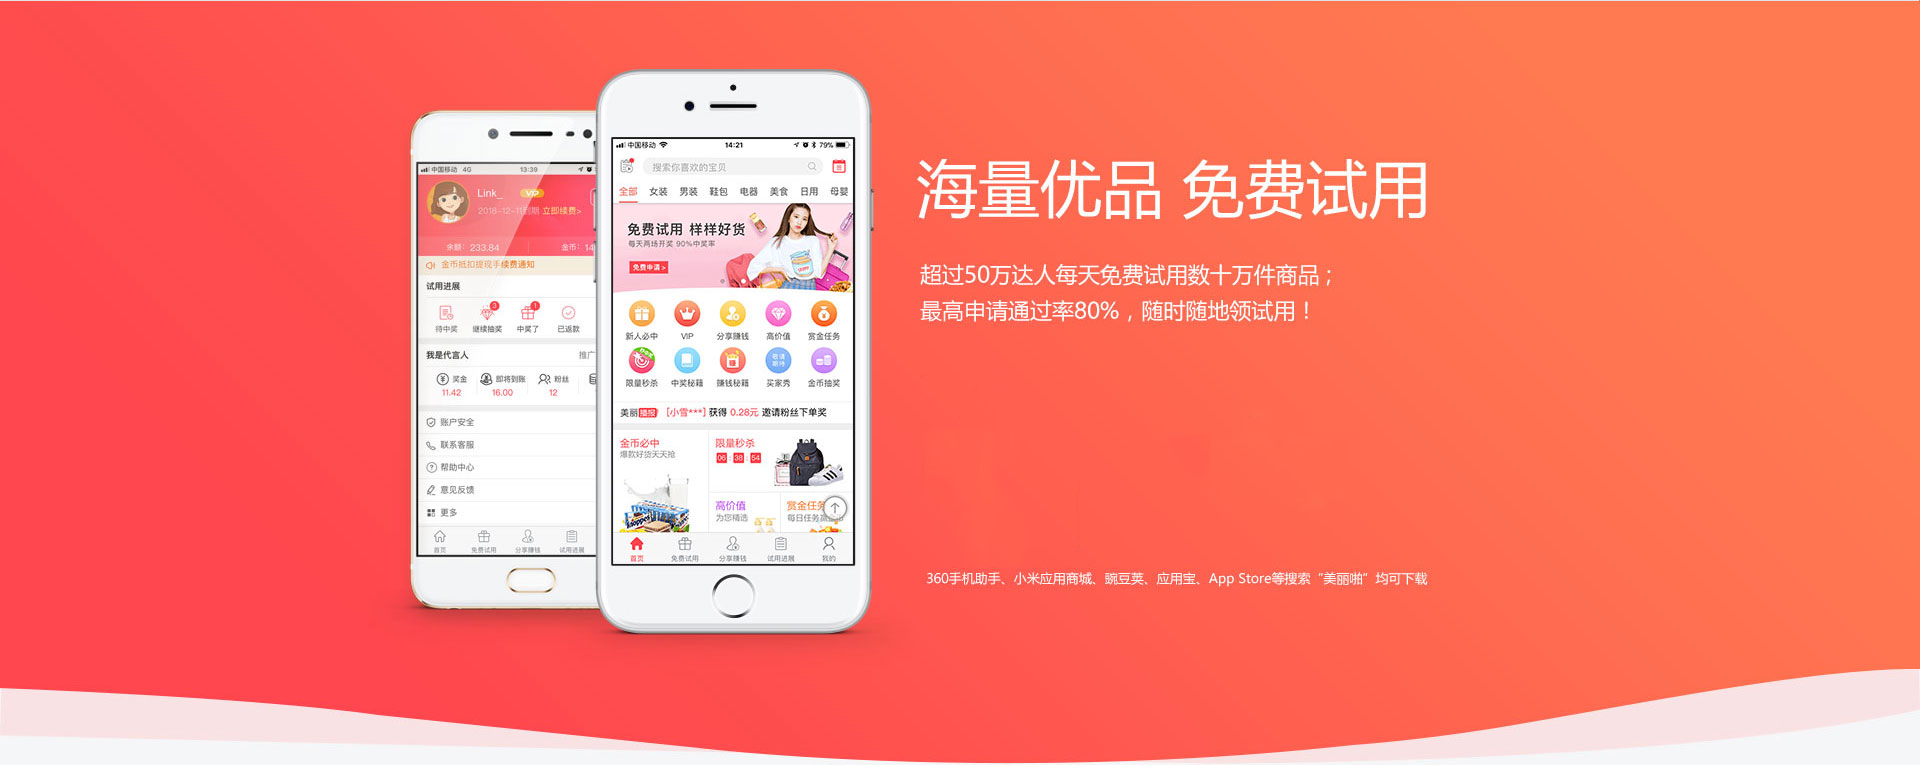 海量优品 免费试用
超过50万达人每天免费试用数十万件商品；
最高申请通过率80%，随时随地领试用！
360手机助手、小米应用商城、豌豆荚、应用宝、App Store等搜索“美丽啪”均可下载
中国移动 4G 13:39
Link_ VIP
2018-12-11到期 立即续费>
余额：233.84 金币：14
金币抵扣提现手续费通知
试用进展
3 1
待中奖 继续抽奖 中奖了 已返款
我是代言人 推广
奖金 即将到账 粉丝
11.42 16.00 12
账户安全
联系客服
帮助中心
意见反馈
更多
首页 免费试用 分享赚钱 试用进展
中国移动 14:21 79%
搜索你喜欢的宝贝
全部 女装 男装 鞋包 电器 美食 日用 母婴
免费试用 样样好货
每天两场开奖 90%中奖率
免费申请 >
新人必中 VIP 分享赚钱 高价值 赏金任务
敬请
期待
限量秒杀 中奖秘籍 赚钱秘籍 买家秀 金币抽奖
美丽播报 [小雪***] 获得 0.28元 邀请粉丝下单奖
金币必中 限量秒杀
爆款好货天天抢 06:38:54
高价值 赏金任务
为您精选 每日任务
首页 免费试用 分享赚钱 试用进展 我的